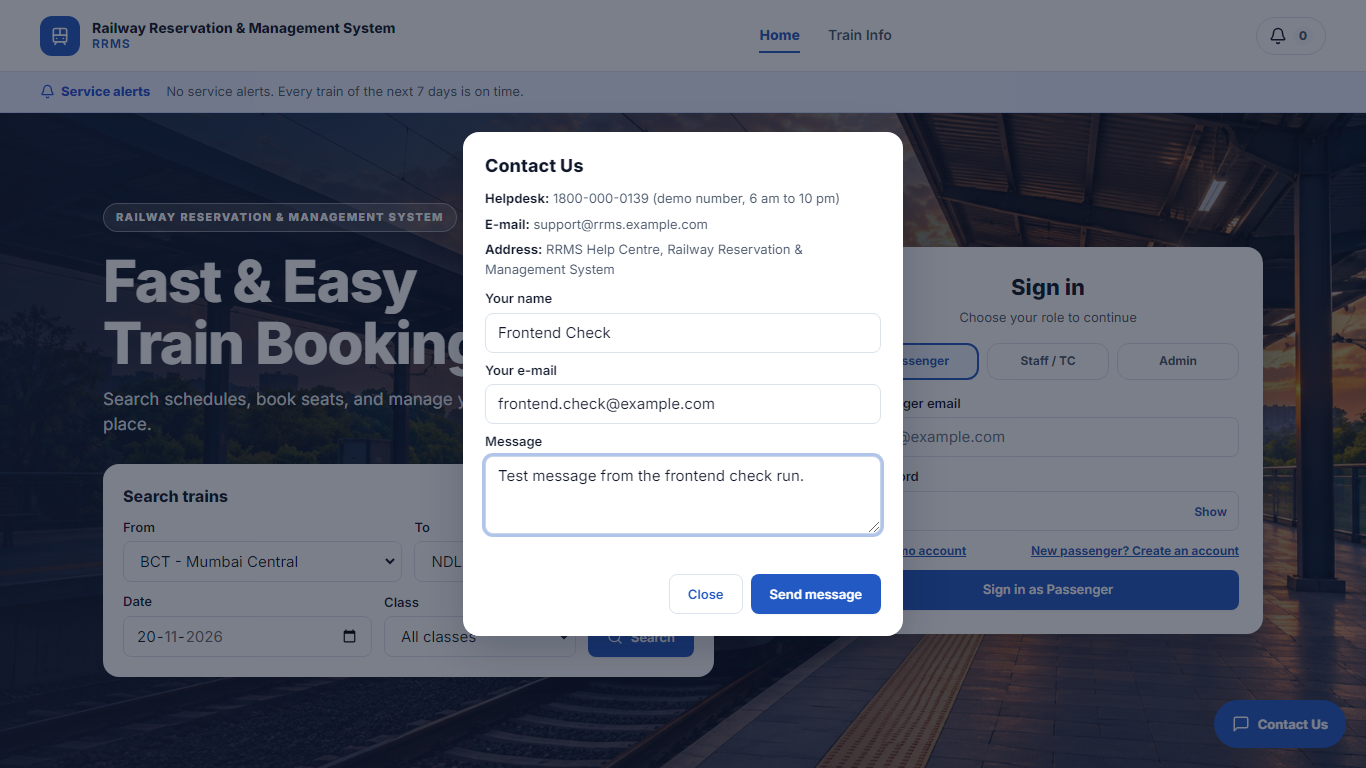 Railway Reservation & Management System
RRMS
Home
Train Info
0
Service alerts
No service alerts. Every train of the next 7 days is on time.
RAILWAY RESERVATION & MANAGEMENT SYSTEM
Fast & Easy
Train Booking
Search schedules, book seats, and manage
place.
Search trains
From
To
BCT - Mumbai Central
NDL
Date
Class
20-11-2026
All classes
Search
Contact Us
Helpdesk: 1800-000-0139 (demo number, 6 am to 10 pm)
E-mail: support@rrms.example.com
Address: RRMS Help Centre, Railway Reservation &
Management System
Your name
Frontend Check
Your e-mail
frontend.check@example.com
Message
Test message from the frontend check run.
Close
Send message
Sign in
Choose your role to continue
ssenger
Staff / TC
Admin
ger email
@example.com
ord
Show
mo account
New passenger? Create an account
Sign in as Passenger
Contact Us